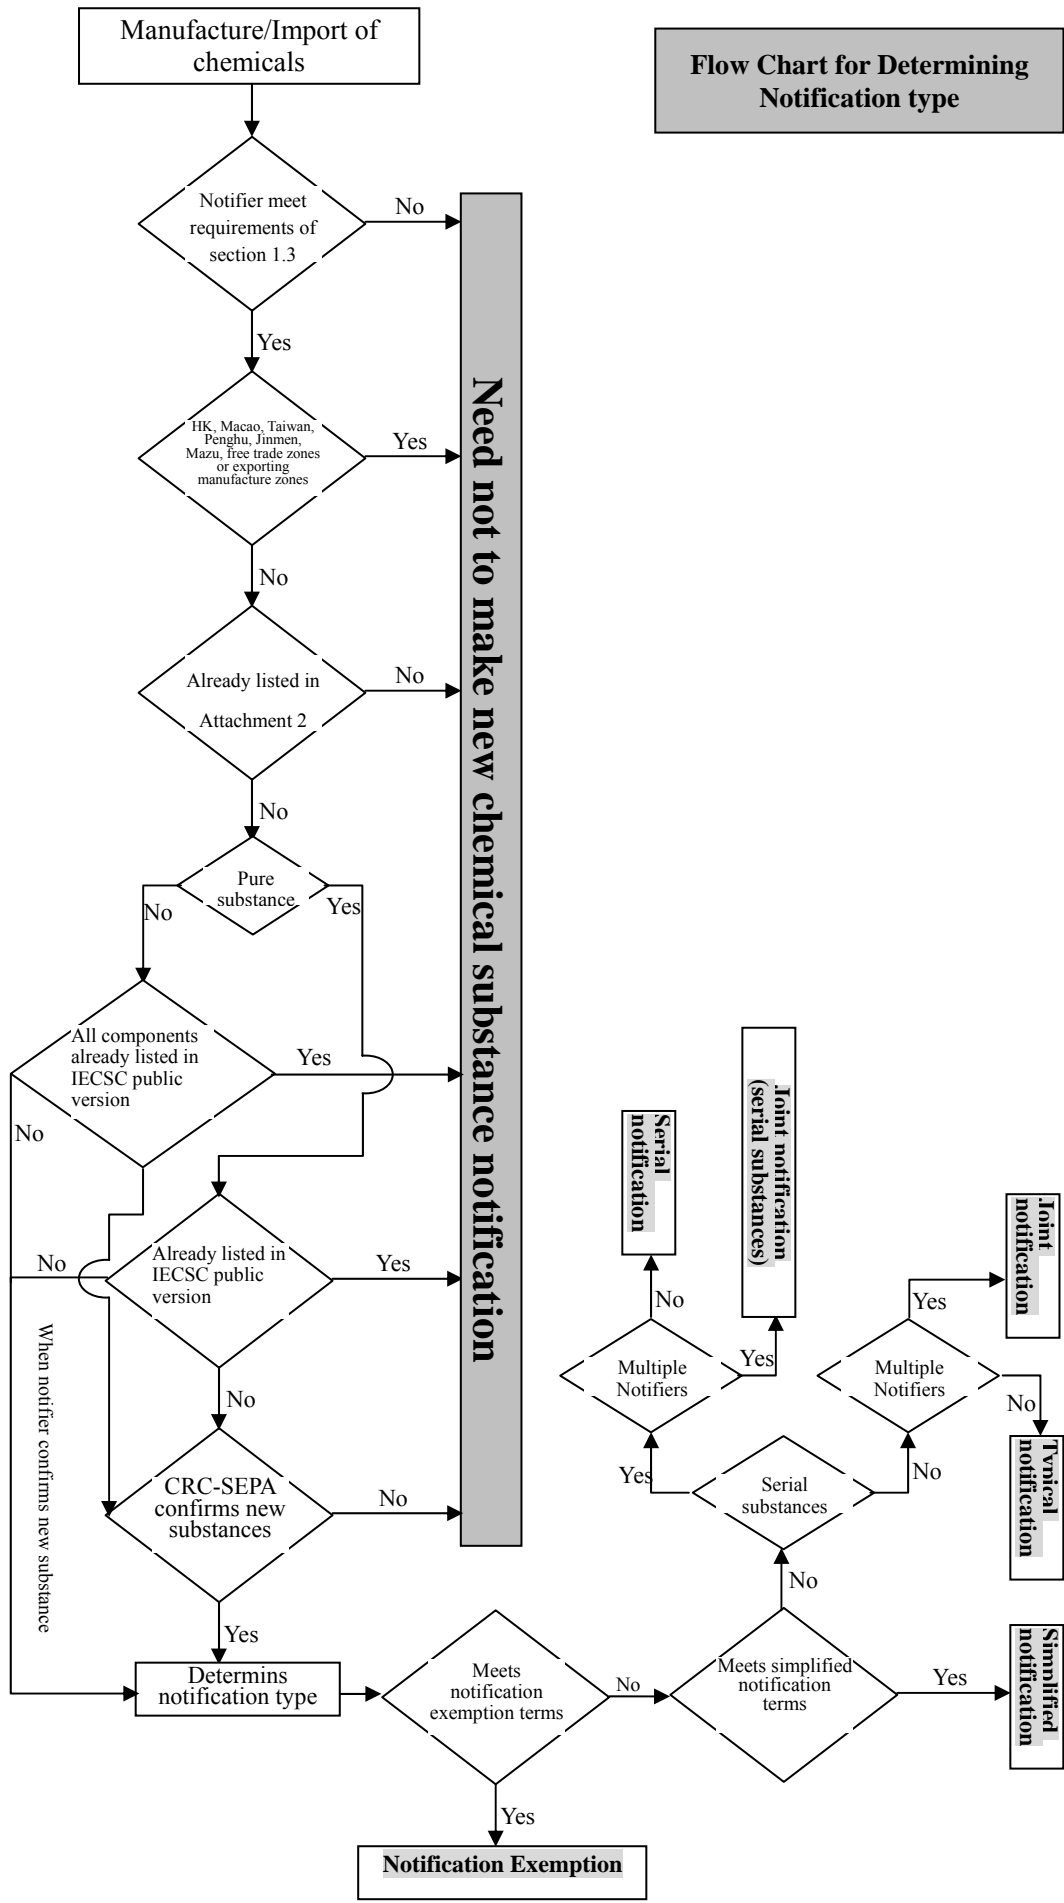 Manufacture/Import of
chemicals
Flow Chart for Determining
Notification type
Notifier meet
requirements of
section 1.3
No
Yes
HK, Macao, Taiwan,
Penghu, Jinmen,
Mazu, free trade zones
or exporting
manufacture zones
Yes
No
Already listed in
Attachment 2
No
No
Need not to make new chemical substance notification
Pure
substance
No
Yes
All components
already listed in
IECSC public
version
Yes
No
Already listed in
IECSC public
version
No
Yes
No
When notifier confirms new substance
CRC-SEPA
confirms new
substances
No
Yes
Determins
notification type
Meets
notification
exemption terms
No
Yes
Notification Exemption
Meets simplified
notification
terms
Yes
Simplified
notification
No
Serial
substances
Yes
No
Multiple
Notifiers
No
Yes
Serial
notification
Joint notification
(serial substances)
Multiple
Notifiers
Yes
No
Joint
notification
Typical
notification